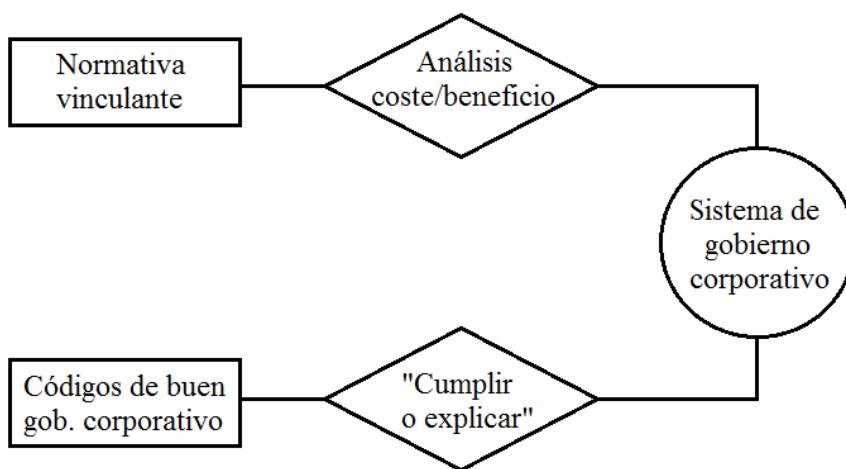 Normativa
vinculante
Análisis
coste/beneficio
Sistema de
gobierno
corporativo
Códigos de buen
gob. corporativo
"Cumplir
o explicar"